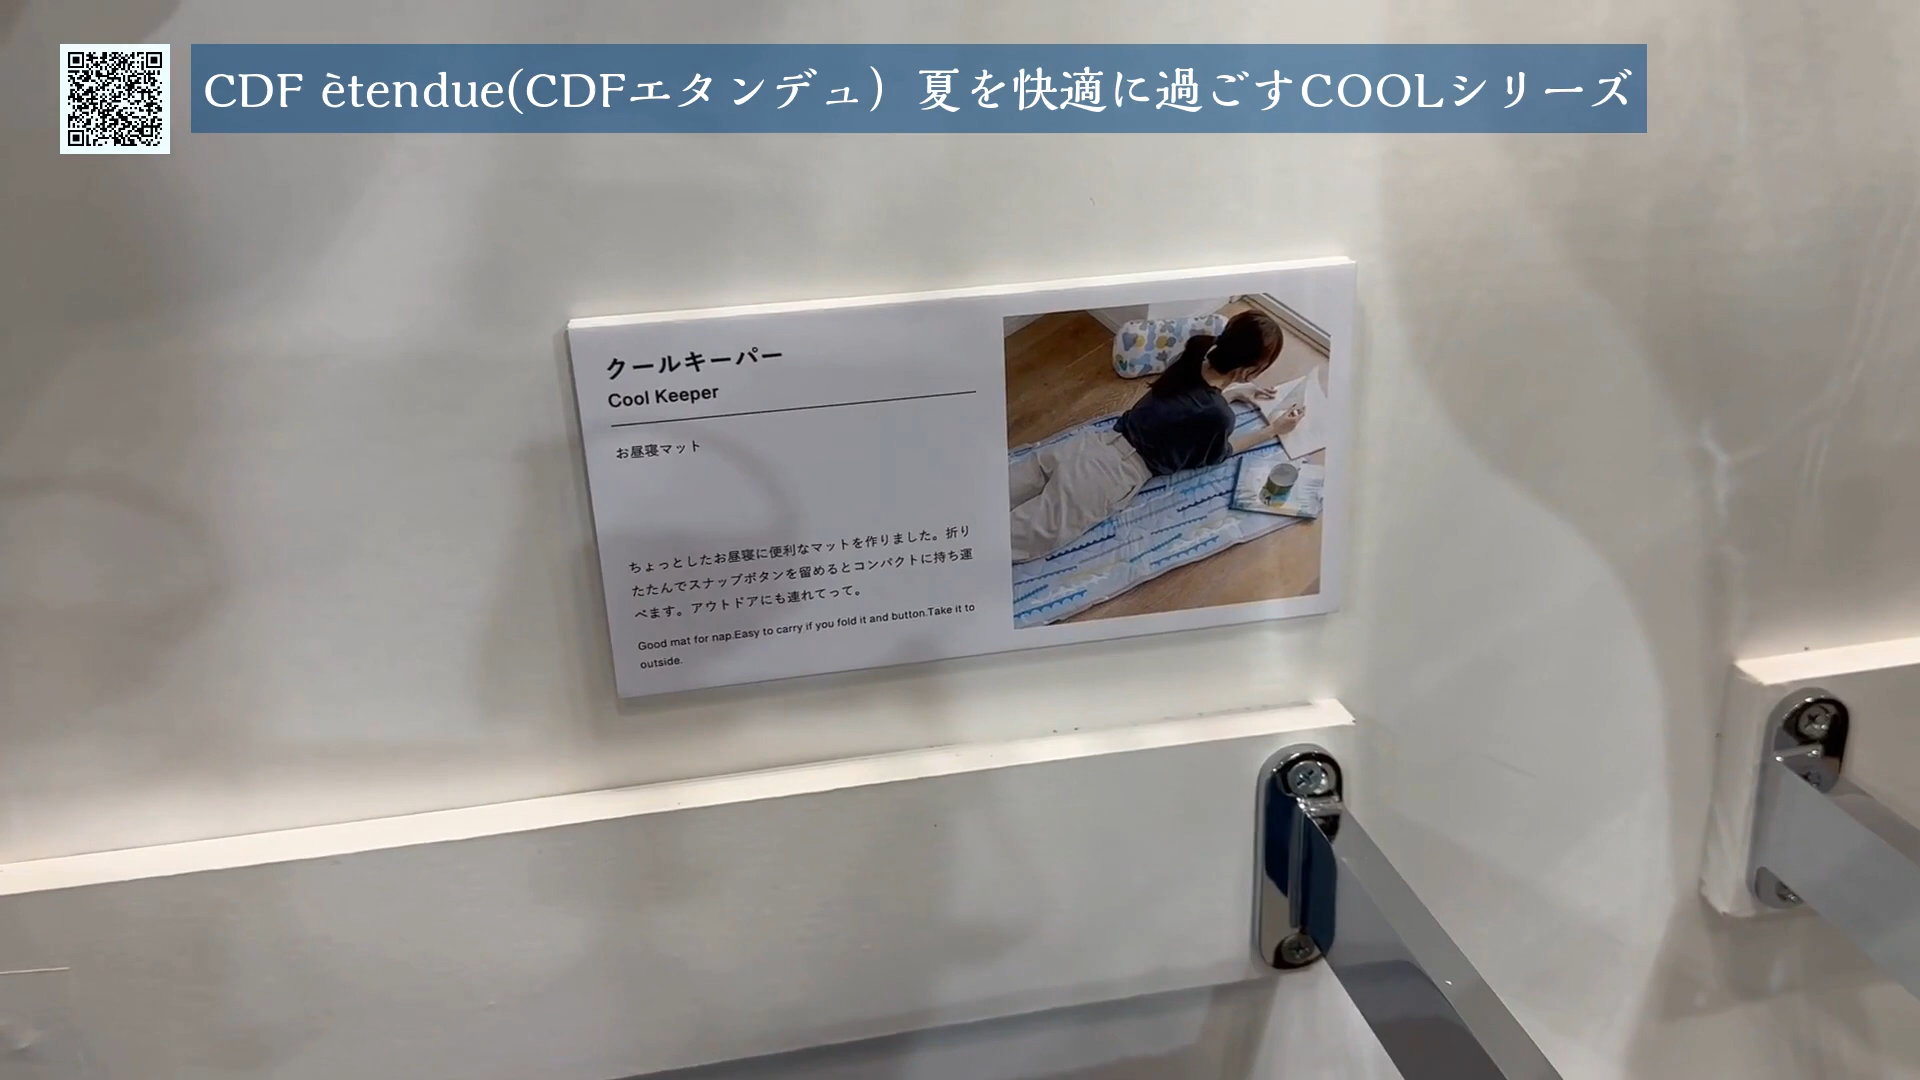 CDF ètendue(CDFエタンデュ）夏を快適に過ごすCOOLシリーズ
クールキーパー
Cool Keeper
お昼寝マット
ちょっとしたお昼寝に便利なマットを作りました。折り
たたんでスナップボタンを留めるとコンパクトに持ち運
べます。アウトドアにも連れてって。
Good mat for nap.Easy to carry if you fold it and button.Take it to
outside.